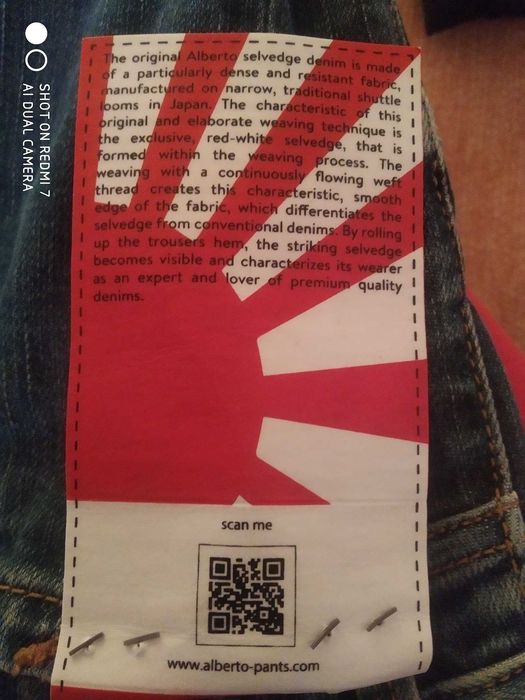 The original Alberto selvedge denim is made
of a particularly dense and resistant fabric,
manufactured on narrow, traditional shuttle
looms in Japan. The characteristic of this
original and elaborate weaving technique is
the exclusive, red-white selvedge, that is
formed within the weaving process. The
weaving with a continuously flowing weft
thread creates this characteristic, smooth
edge of the fabric, which differentiates the
selvedge from conventional denims. By rolling
up the trousers hem, the striking selvedge
becomes visible and characterizes its wearer
as an expert and lover of premium quality
denims.
scan me
www.alberto-pants.com
SHOT ON REDMI 7
AI DUAL CAMERA